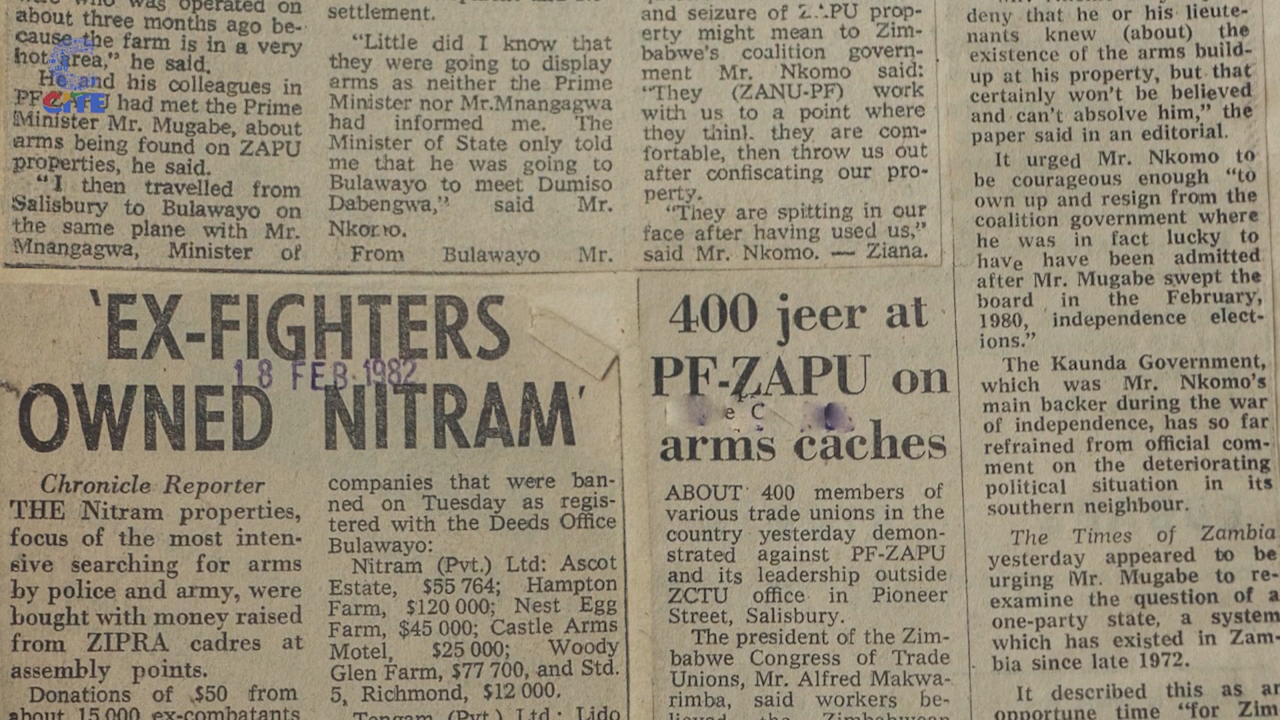 about three months ago be-
cause the farm is in a very
hot area," he said.
He and his colleagues in
had met the Prime
Minister Mr. Mugabe, about
arms being found on ZAPU
properties, he said.
"I then travelled from
Salisbury to Bulawayo on
the same plane with Mr.
Mnangagwa, Minister of
settlement.
"Little did I know that
they were going to display
arms as neither the Prime
Minister nor Mr.Mnangagwa
had informed me. The
Minister of State only told
me that he was going to
Bulawayo to meet Dumiso
Dabengwa," said Mr.
Nkomo.
From Bulawayo Mr.
and seizure of ZAPU prop-
erty might mean to Zim-
babwe's coalition govern-
ment Mr. Nkomo said:
"They (ZANU-PF) work
with us to a point where
they think they are com-
fortable, then throw us out
after confiscating our pro-
perty.
"They are spitting in our
face after having used us,"
said Mr. Nkomo. — Ziana.
deny that he or his lieute-
nants knew (about) the
existence of the arms build-
up at his property, but that
certainly won't be believed
and can't absolve him," the
paper said in an editorial.
It urged Mr. Nkomo to
be courageous enough "to
own up and resign from the
coalition government where
he was in fact lucky to
have have been admitted
after Mr. Mugabe swept the
board in the February,
1980, independence elect-
ions."
The Kaunda Government,
which was Mr. Nkomo's
main backer during the war
of independence, has so far
refrained from official com-
ment on the deteriorating
political situation in its
southern neighbour.
The Times of Zambia
yesterday appeared to be
urging Mr. Mugabe to re-
examine the question of a
one-party state, a system
which has existed in Zam-
bia since late 1972.
It described this as an
opportune time "for Zim
CITE
'EX-FIGHTERS
18 FEB 1982
OWNED NITRAM'
Chronicle Reporter
THE Nitram properties,
focus of the most inten-
sive searching for arms
by police and army, were
bought with money raised
from ZIPRA cadres at
assembly points.
Donations of $50 from
about 15 000 ex-combatants
companies that were ban-
ned on Tuesday as regis-
tered with the Deeds Office
Bulawayo:
Nitram (Pvt.) Ltd: Ascot
Estate, $55 764; Hampton
Farm, $120 000; Nest Egg
Farm, $45 000; Castle Arms
Motel, $25 000; Woody
Glen Farm, $77 700, and Std.
5, Richmond, $12 000.
(Pvt.) Ltd: Lido
400 jeer at
PF-ZAPU on
arms caches
ABOUT 400 members of
various trade unions in the
country yesterday demon-
strated against PF-ZAPU
and its leadership outside
ZCTU office in Pioneer
Street, Salisbury.
The president of the Zim-
babwe Congress of Trade
Unions, Mr. Alfred Makwa-
rimba, said workers be-
lieved the Zimbabwean